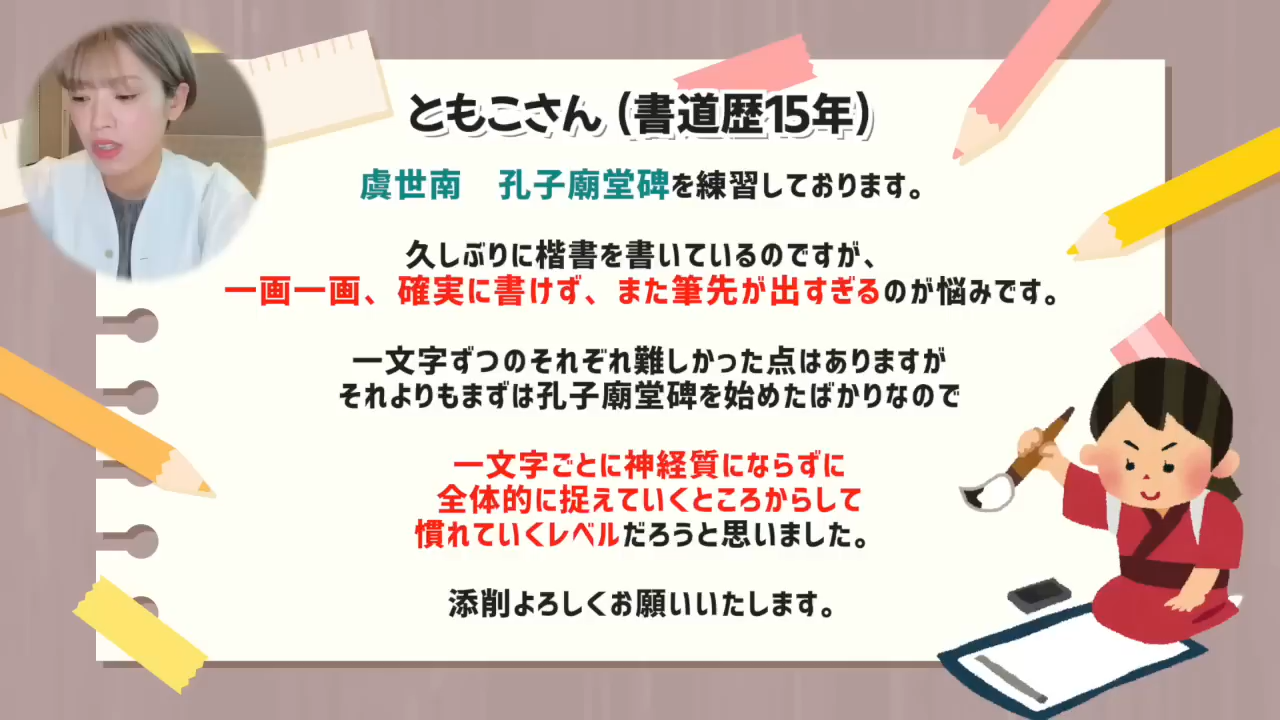 ともこさん (書道歴15年)
虞世南　孔子廟堂碑を練習しております。
久しぶりに楷書を書いているのですが、
一画一画、確実に書けず、また筆先が出すぎるのが悩みです。
一文字ずつのそれぞれ難しかった点はありますが
それよりもまずは孔子廟堂碑を始めたばかりなので
一文字ごとに神経質にならずに
全体的に捉えていくところからして
慣れていくレベルだろうと思いました。
添削よろしくお願いいたします。